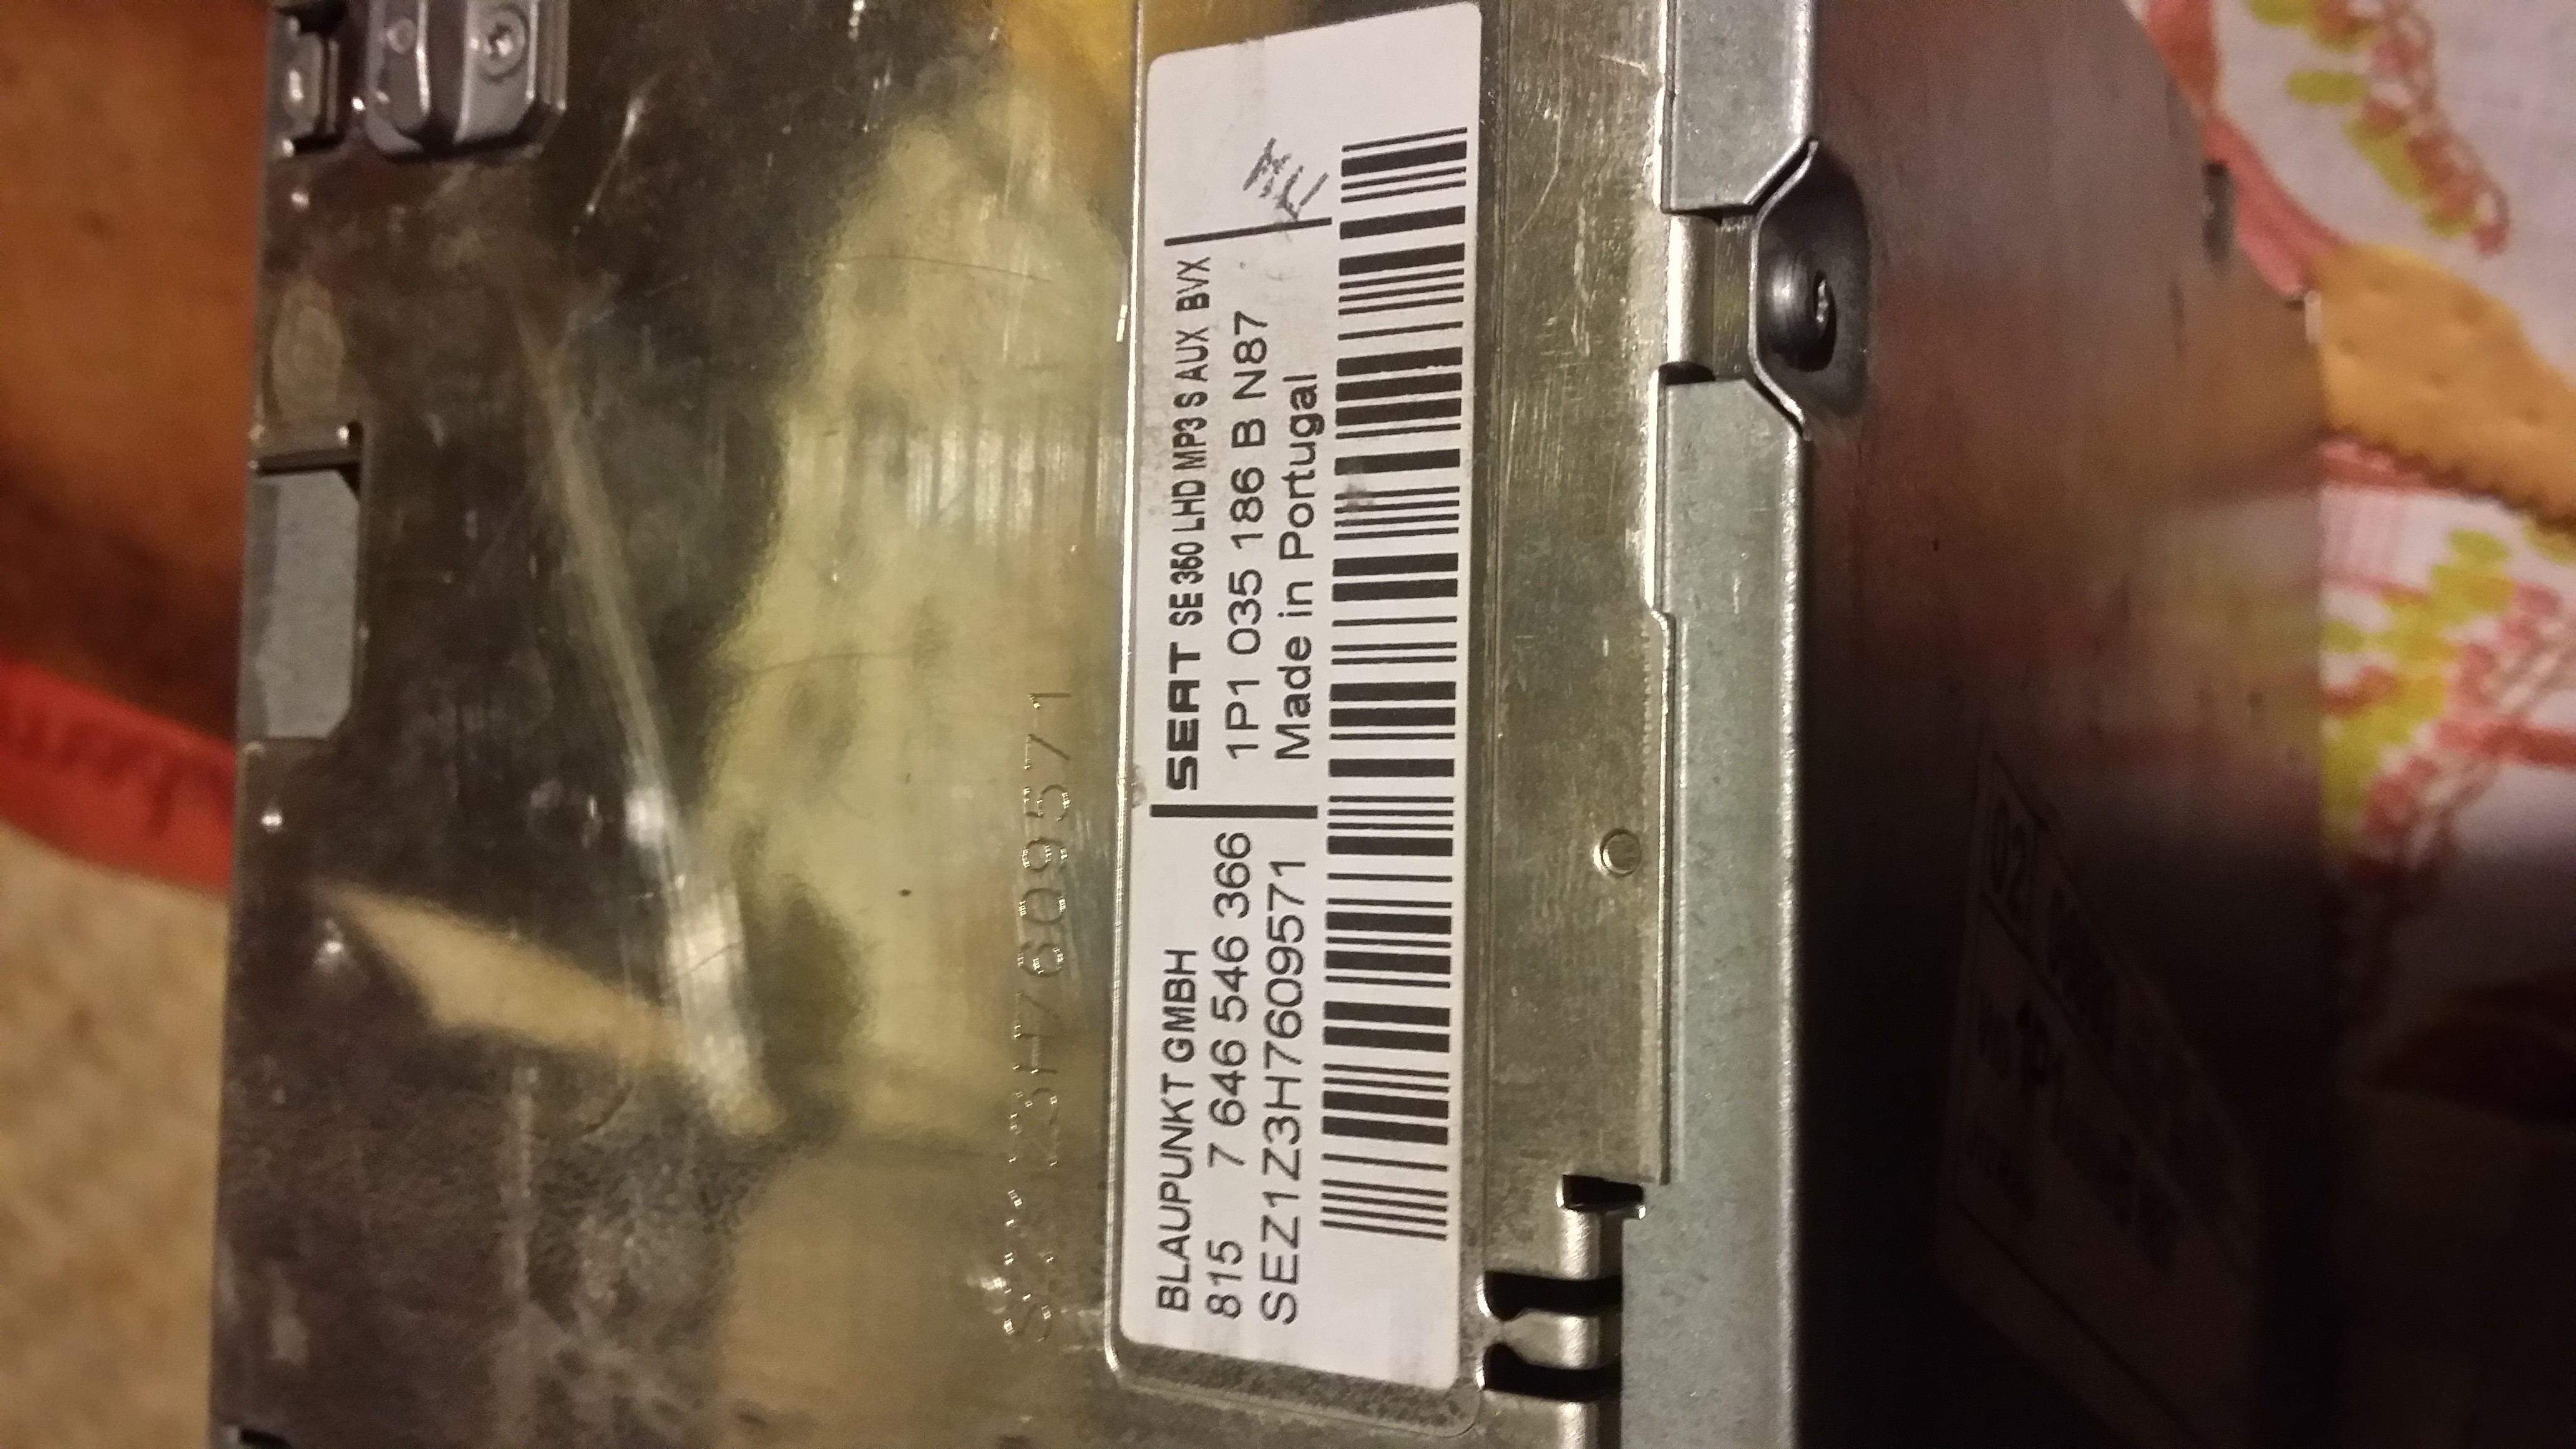 BLAUPUNKT GMBH
815 7 646 546 366
SEZ1Z3H7609571
SEAT SE 360 LHD MP3 S AUX BVX
1P1 035 186 B N87
Made in Portugal